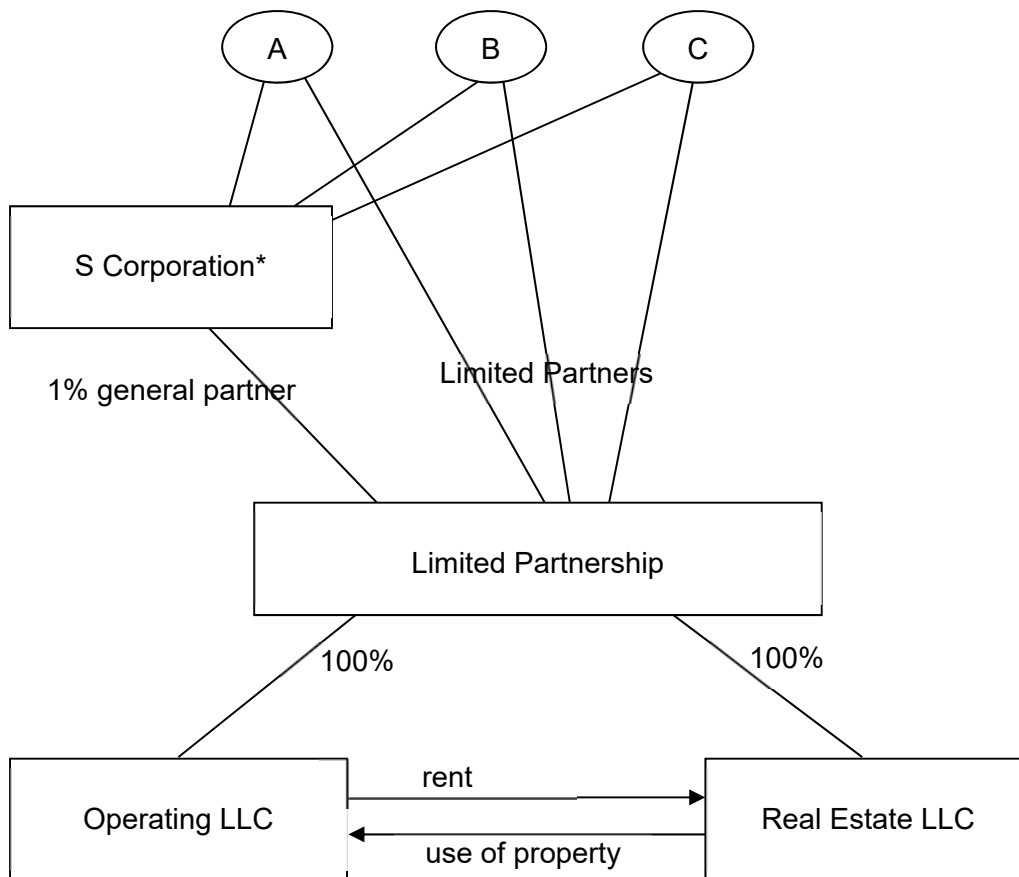 A
B
C
S Corporation*
1% general partner
Limited Partners
Limited Partnership
100%
100%
rent
Operating LLC
Real Estate LLC
use of property